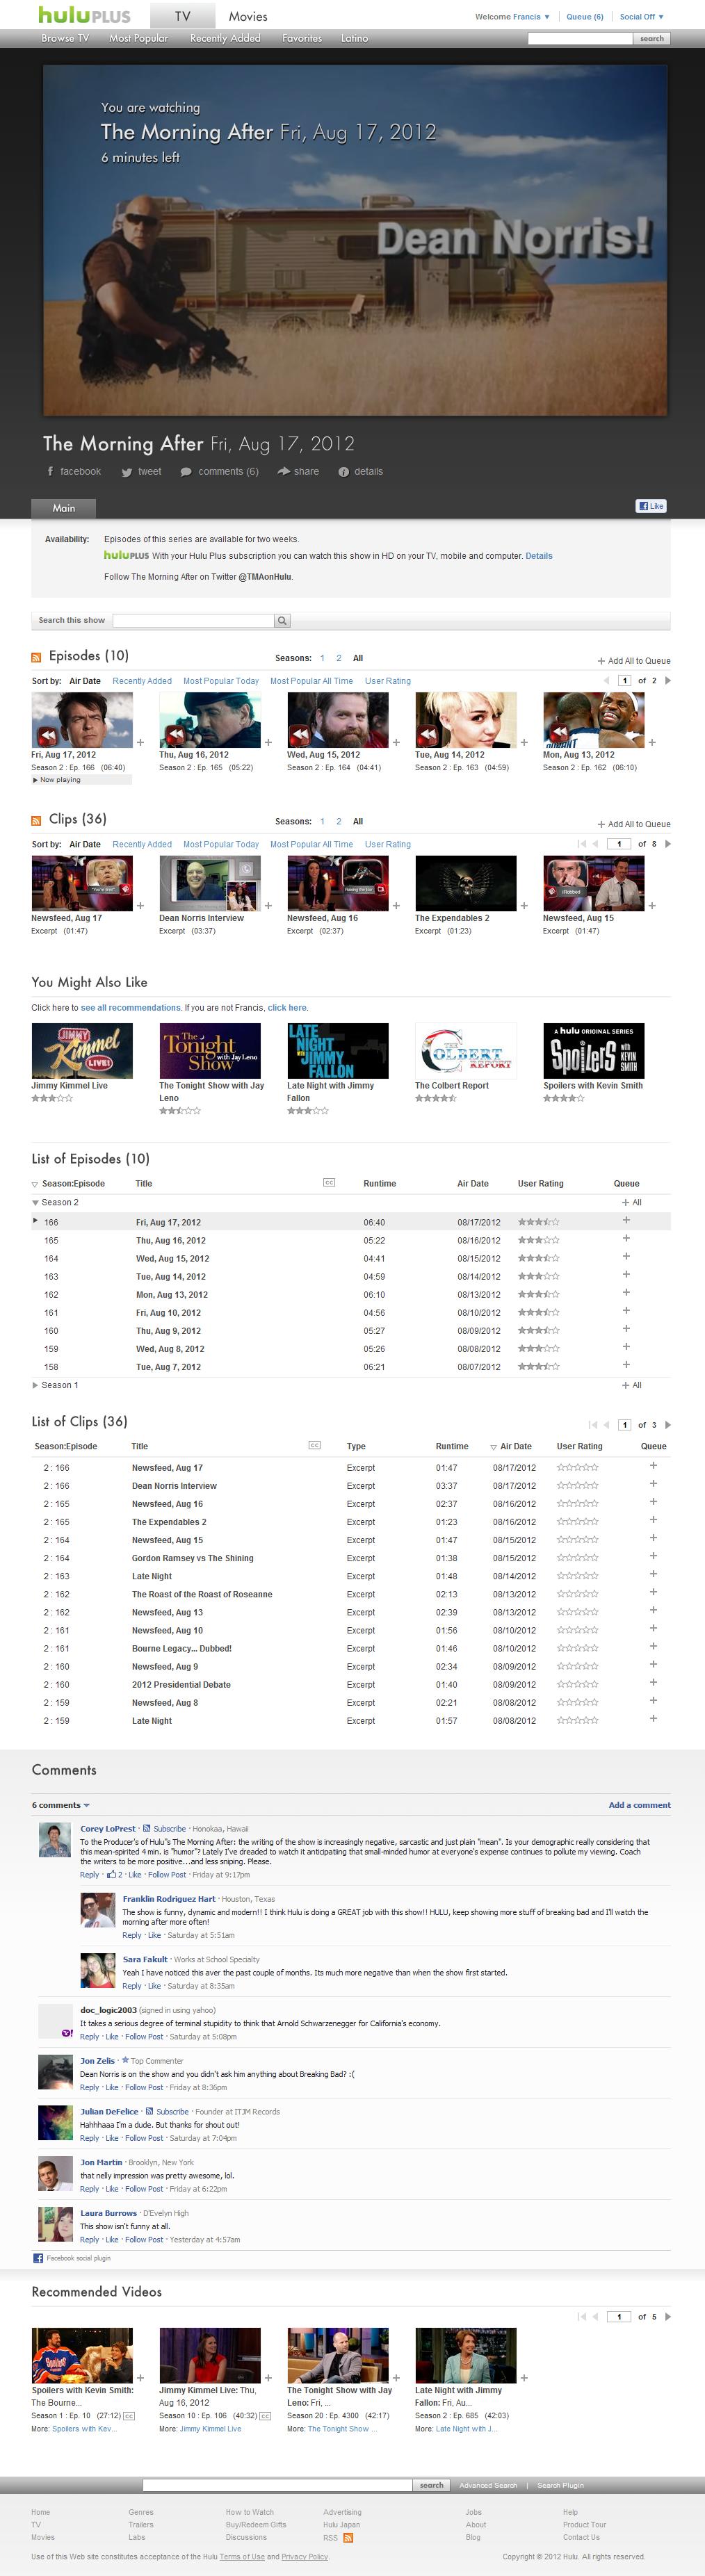 hulu PLUS
TV
Movies
Welcome Francis ▼
Queue (6)
Social Off ▼
Browse TV
Most Popular
Recently Added
Favorites
Latino
search
You are watching
The Morning After Fri, Aug 17, 2012
6 minutes left
Dean Norris!
The Morning After Fri, Aug 17, 2012
facebook
tweet
comments (6)
share
details
Main
Like
Availability: Episodes of these series are available for two weeks.
hulu PLUS With your Hulu Plus subscription you can watch this show in HD on your TV, mobile and computer. Details
Follow The Morning After on Twitter @TMAonHulu.
Search this show
Episodes (10)
Seasons: 1 2 All
+ Add All to Queue
Sort by: Air Date Recently Added Most Popular Today Most Popular All Time User Rating
1 of 2
Fri, Aug 17, 2012
Season 2 : Ep. 166 (06:40)
Now playing
Thu, Aug 16, 2012
Season 2 : Ep. 165 (05:22)
Wed, Aug 15, 2012
Season 2 : Ep. 164 (04:41)
Tue, Aug 14, 2012
Season 2 : Ep. 163 (04:59)
Mon, Aug 13, 2012
Season 2 : Ep. 162 (06:10)
Clips (36)
Seasons: 1 2 All
+ Add All to Queue
Sort by: Air Date Recently Added Most Popular Today Most Popular All Time User Rating
1 of 8
Newsfeed, Aug 17
Excerpt (01:47)
Dean Norris Interview
Excerpt (03:37)
Newsfeed, Aug 16
Excerpt (02:37)
The Expendables 2
Excerpt (01:23)
Newsfeed, Aug 15
Excerpt (01:47)
You Might Also Like
Click here to see all recommendations. If you are not Francis, click here.
JIMMY Kimmel LIVE!
Jimmy Kimmel Live
The Tonight Show with Jay Leno
The Tonight Show with Jay
Leno
LATE NIGHT JIMMY FALLON
Late Night with Jimmy
Fallon
THE COLBERT REPORT
The Colbert Report
A hulu ORIGINAL SERIES
SPOILERS WITH KEVIN SMITH
Spoilers with Kevin Smith
List of Episodes (10)
Season:Episode Title CC Runtime Air Date User Rating Queue
Season 2 + All
166 Fri, Aug 17, 2012 06:40 08/17/2012
165 Thu, Aug 16, 2012 05:22 08/16/2012
164 Wed, Aug 15, 2012 04:41 08/15/2012
163 Tue, Aug 14, 2012 04:59 08/14/2012
162 Mon, Aug 13, 2012 06:10 08/13/2012
161 Fri, Aug 10, 2012 04:56 08/10/2012
160 Thu, Aug 9, 2012 05:27 08/09/2012
159 Wed, Aug 8, 2012 05:26 08/08/2012
158 Tue, Aug 7, 2012 06:21 08/07/2012
Season 1 + All
List of Clips (36)
1 of 3
Season:Episode Title CC Type Runtime Air Date User Rating Queue
2 : 166 Newsfeed, Aug 17 Excerpt 01:47 08/17/2012
2 : 166 Dean Norris Interview Excerpt 03:37 08/17/2012
2 : 165 Newsfeed, Aug 16 Excerpt 02:37 08/16/2012
2 : 165 The Expendables 2 Excerpt 01:23 08/16/2012
2 : 164 Newsfeed, Aug 15 Excerpt 01:47 08/15/2012
2 : 164 Gordon Ramsey vs The Shining Excerpt 01:38 08/15/2012
2 : 163 Late Night Excerpt 01:48 08/14/2012
2 : 162 The Roast of the Roast of Roseanne Excerpt 02:13 08/13/2012
2 : 162 Newsfeed, Aug 13 Excerpt 02:39 08/13/2012
2 : 161 Newsfeed, Aug 10 Excerpt 01:56 08/10/2012
2 : 161 Bourne Legacy... Dubbed! Excerpt 01:46 08/10/2012
2 : 160 Newsfeed, Aug 9 Excerpt 02:34 08/09/2012
2 : 160 2012 Presidential Debate Excerpt 01:40 08/09/2012
2 : 159 Newsfeed, Aug 8 Excerpt 02:21 08/08/2012
2 : 159 Late Night Excerpt 01:57 08/08/2012
Comments
6 comments
Add a comment
Corey LoPrest · Subscribe · Honokaa, Hawaii
To the Producer's of Hulu"s The Morning After: the writing of the show is increasingly negative, sarcastic and just plain "mean". Is your demographic really considering that
this mean-spirited 4 min. is "humor"? Lately I've dreaded to watch it anticipating that small-minded humor at everyone's expense continues to pollute my viewing. Coach
the writers to be more positive...and less sniping. Please.
Reply · 2 · Like · Follow Post · Friday at 9:17pm
Franklin Rodriguez Hart · Houston, Texas
The show is funny, dynamic and modern!! I think Hulu is doing a GREAT job with this show!! HULU, keep showing more stuff of breaking bad and I'll watch the
morning after more often!
Reply · Like · Saturday at 5:51am
Sara Fakult · Works at School Specialty
Yeah I have noticed this aver the past couple of months. Its much more negative than when the show first started.
Reply · Like · Saturday at 8:35am
doc_logic2003 (signed in using yahoo)
It takes a serious degree of terminal stupidity to think that Arnold Schwarzenegger for California's economy.
Reply · Like · Follow Post · Saturday at 5:08pm
Jon Zelis · Top Commenter
Dean Norris is on the show and you didn't ask him anything about Breaking Bad? :(
Reply · Like · Follow Post · Friday at 8:36pm
Julian DeFelice · Subscribe · Founder at ITJM Records
Hahhhaaa I'm a dude. But thanks for shout out!
Reply · Like · Follow Post · Saturday at 7:04pm
Jon Martin · Brooklyn, New York
that nelly impression was pretty awesome, lol.
Reply · Like · Follow Post · Friday at 6:22pm
Laura Burrows · D'Evelyn High
This show isn't funny at all.
Reply · Like · Follow Post · Yesterday at 4:57am
Facebook social plugin
Recommended Videos
1 of 5
Spoilers with Kevin Smith:
The Bourne...
Season 1 : Ep. 10 (27:12) CC
More: Spoilers with Kev...
Jimmy Kimmel Live: Thu,
Aug 16, 2012
Season 10 : Ep. 106 (40:32) CC
More: Jimmy Kimmel Live
The Tonight Show with Jay
Leno: Fri, ...
Season 20 : Ep. 4300 (42:17)
More: The Tonight Show ...
Late Night with Jimmy
Fallon: Fri, Au...
Season 2 : Ep. 685 (42:03)
More: Late Night with J...
search
Advanced Search | Search Plugin
Home Genres How to Watch Advertising Jobs Help
TV Trailers Buy/Redeem Gifts Hulu Japan About Product Tour
Movies Labs Discussions RSS Blog Contact Us
Use of this Web site constitutes acceptance of the Hulu Terms of Use and Privacy Policy.
Copyright © 2012 Hulu. All rights reserved.